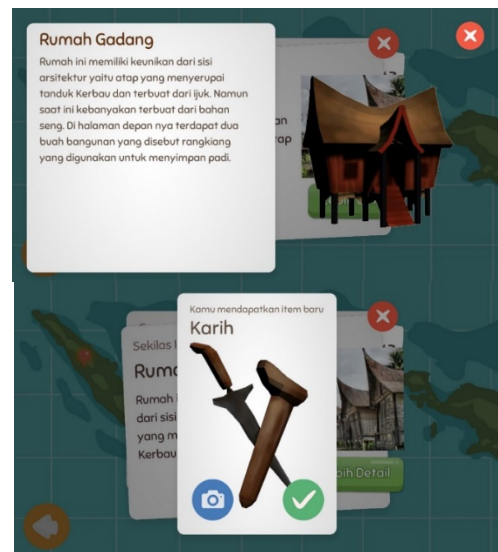 Rumah Gadang
Rumah ini memiliki keunikan dari sisi
arsitektur yaitu atap yang menyerupai
tanduk Kerbau dan terbuat dari ijuk. Namun
saat ini kebanyakan terbuat dari bahan
seng. Di halaman depan nya terdapat dua
buah bangunan yang disebut rangkiang
yang digunakan untuk menyimpan padi.
Kamu mendapatkan item baru
Karih
Sekilas
Rumah
dari sisi
yang
Kerbau
Detail